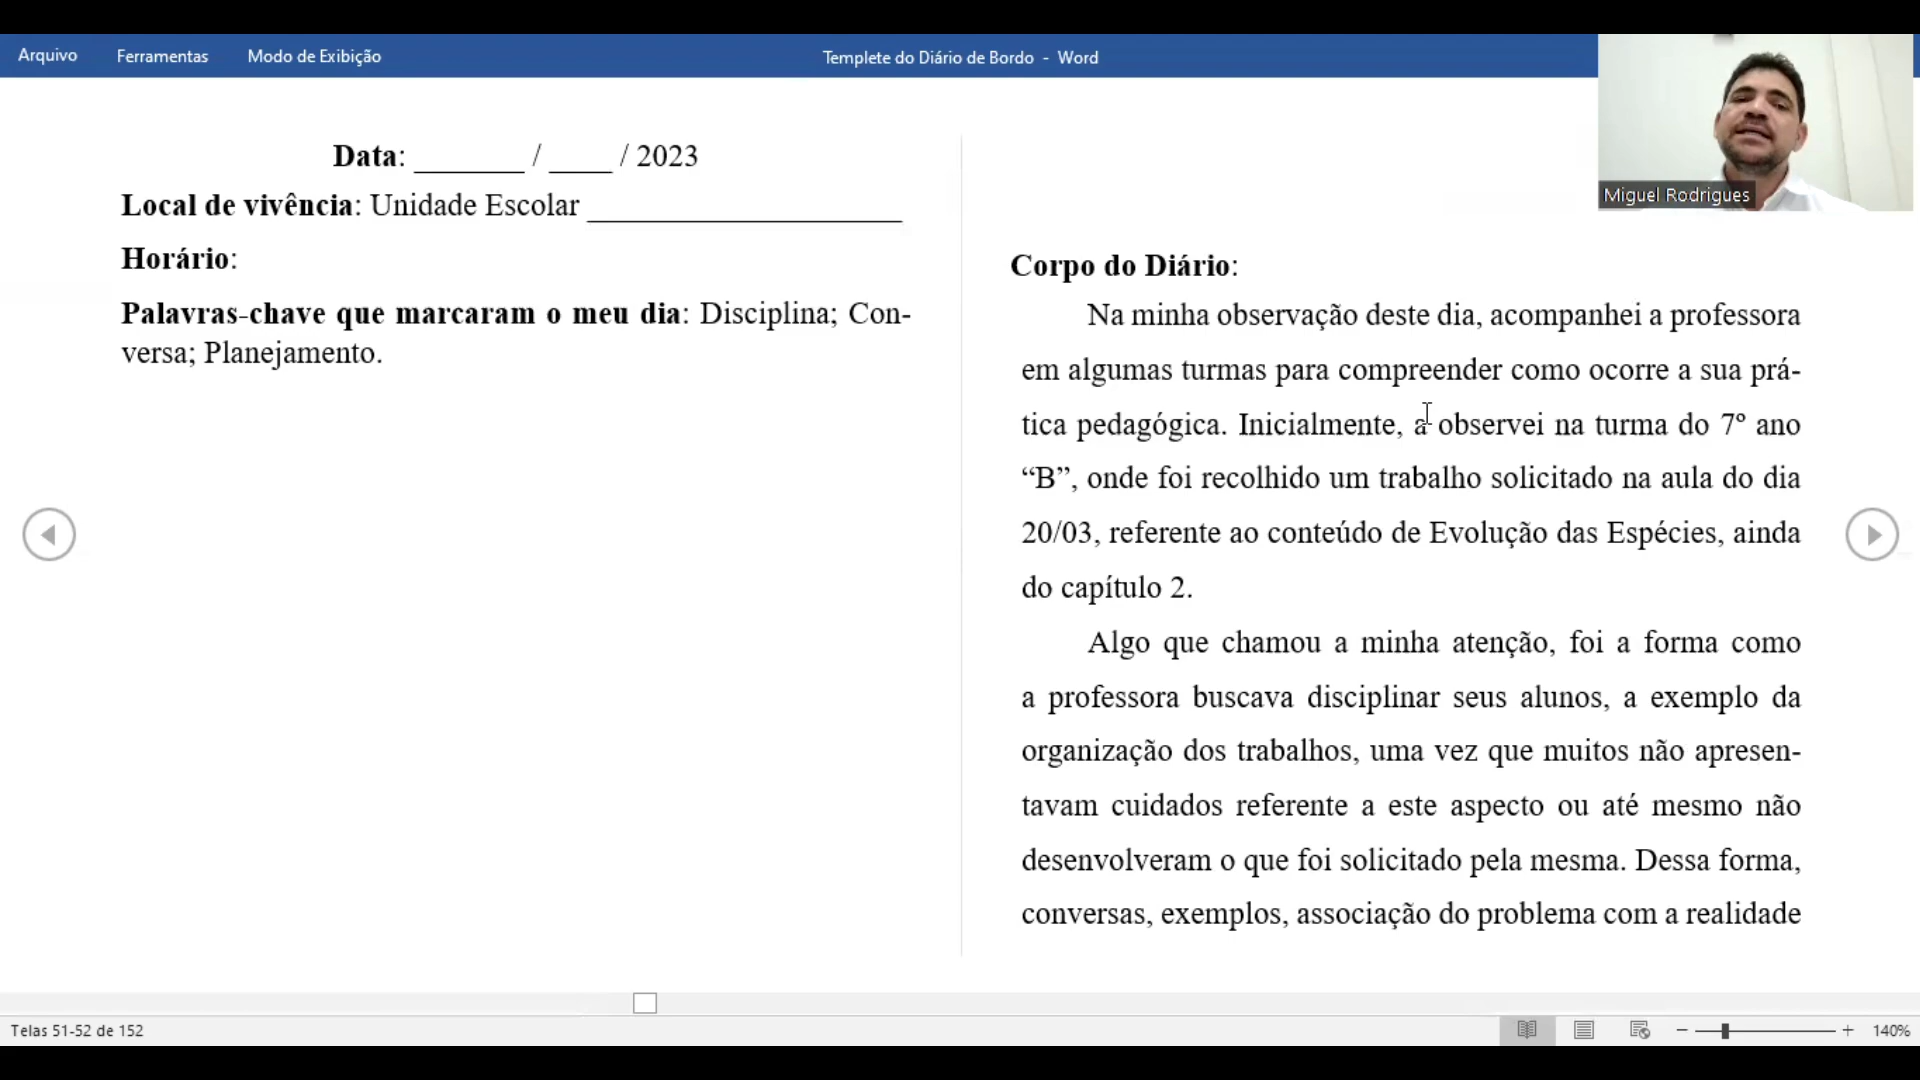 Arquivo Ferramentas Modo de Exibição Templete do Diário de Bordo - Word
Miguel Rodrigues
Data: _______ / ____ / 2023
Local de vivência: Unidade Escolar ____________________
Horário:
Palavras-chave que marcaram o meu dia: Disciplina; Con-
versa; Planejamento.
Corpo do Diário:
Na minha observação deste dia, acompanhei a professora
em algumas turmas para compreender como ocorre a sua prá-
tica pedagógica. Inicialmente, a observei na turma do 7º ano
“B”, onde foi recolhido um trabalho solicitado na aula do dia
20/03, referente ao conteúdo de Evolução das Espécies, ainda
do capítulo 2.
Algo que chamou a minha atenção, foi a forma como
a professora buscava disciplinar seus alunos, a exemplo da
organização dos trabalhos, uma vez que muitos não apresen-
tavam cuidados referente a este aspecto ou até mesmo não
desenvolveram o que foi solicitado pela mesma. Dessa forma,
conversas, exemplos, associação do problema com a realidade
Telas 51-52 de 152
140%